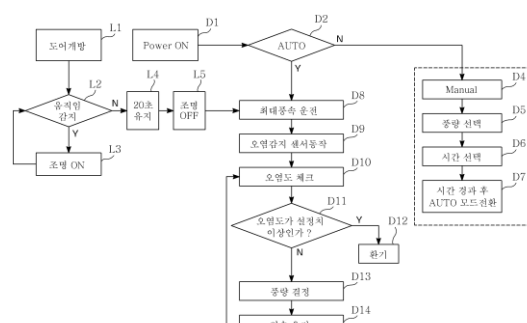 도어개방
L1
Power ON
D1
AUTO
D2
N
Y
움직임
감지
L2
N
Y
20초
유지
L4
조명
OFF
L5
조명 ON
L3
최대풍속 운전
D8
오염감지 센서동작
D9
오염도 체크
D10
오염도가 설정치
이상인가 ?
D11
Y
N
환기
D12
풍량 결정
D13
D14
Manual
D4
풍량 선택
D5
시간 선택
D6
시간 경과 후
AUTO 모드전환
D7